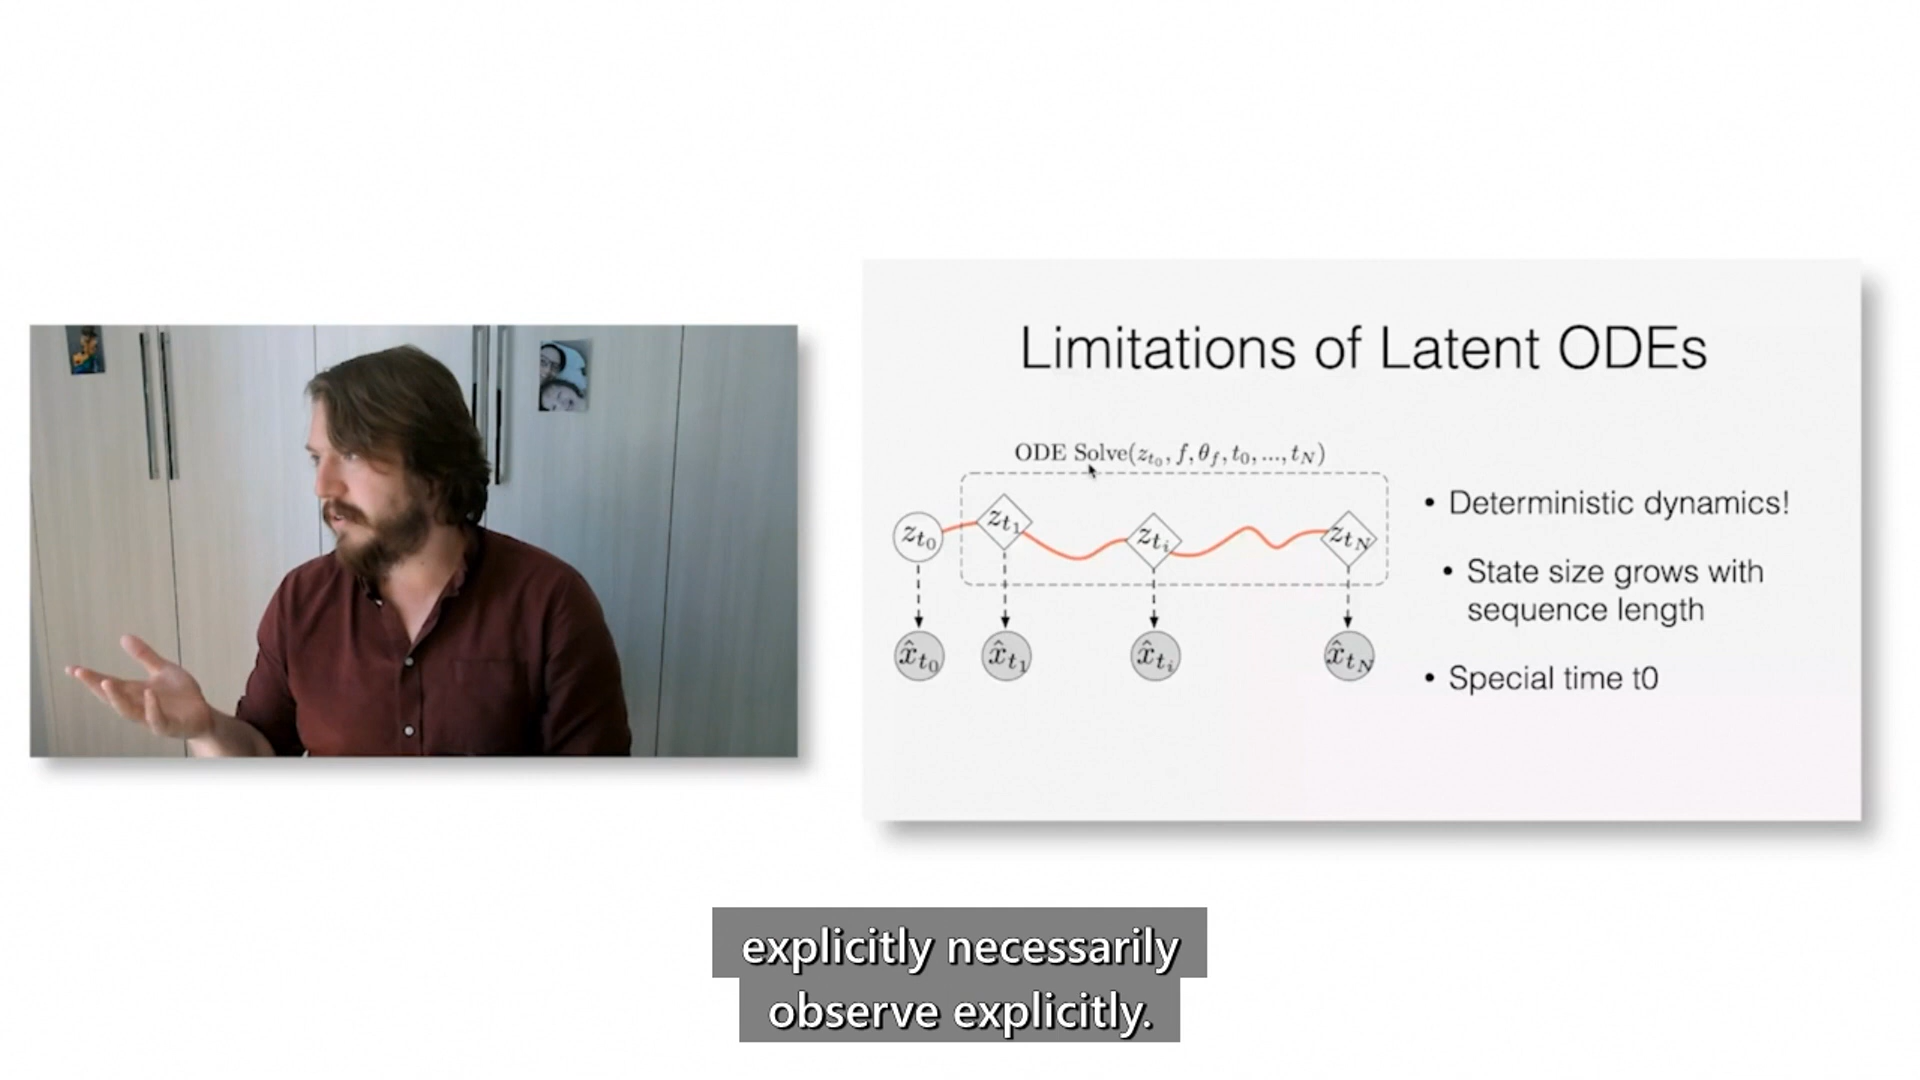 Limitations of Latent ODEs
ODE Solve(z_{t_0}, f, θ_f, t_0, ..., t_N)
z_{t_0} z_{t_1} z_{t_i} z_{t_N}
x̂_{t_0} x̂_{t_1} x̂_{t_i} x̂_{t_N}
• Deterministic dynamics!
• State size grows with
sequence length
• Special time t0
explicitly necessarily
observe explicitly.